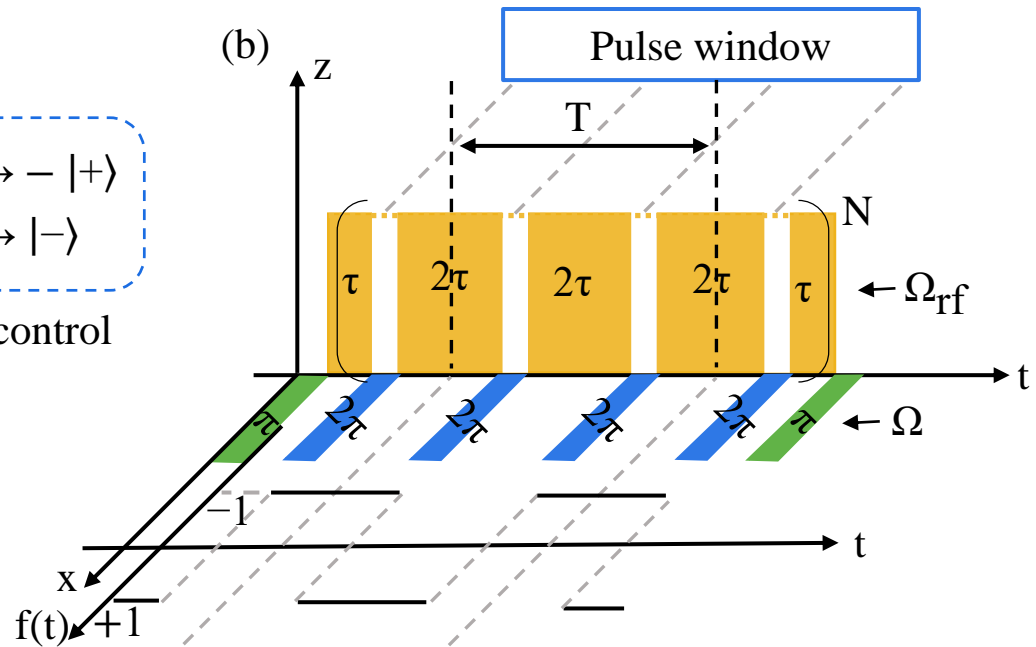 (b)
z
Pulse window
T
→ − |+⟩
→ |−⟩
control
N
τ
2τ
2τ
2τ
τ
Ω_rf
t
π
2π
2π
2π
2π
π
Ω
−1
t
x
f(t)
+1